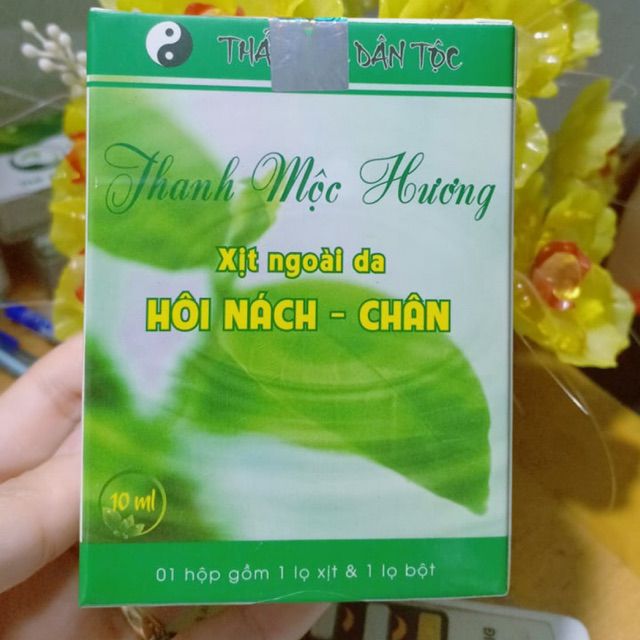 DÂN TỘC
Thanh Mộc Hương
Xịt ngoài da
HÔI NÁCH - CHÂN
10 ml
01 hộp gồm 1 lọ xịt & 1 lọ bột